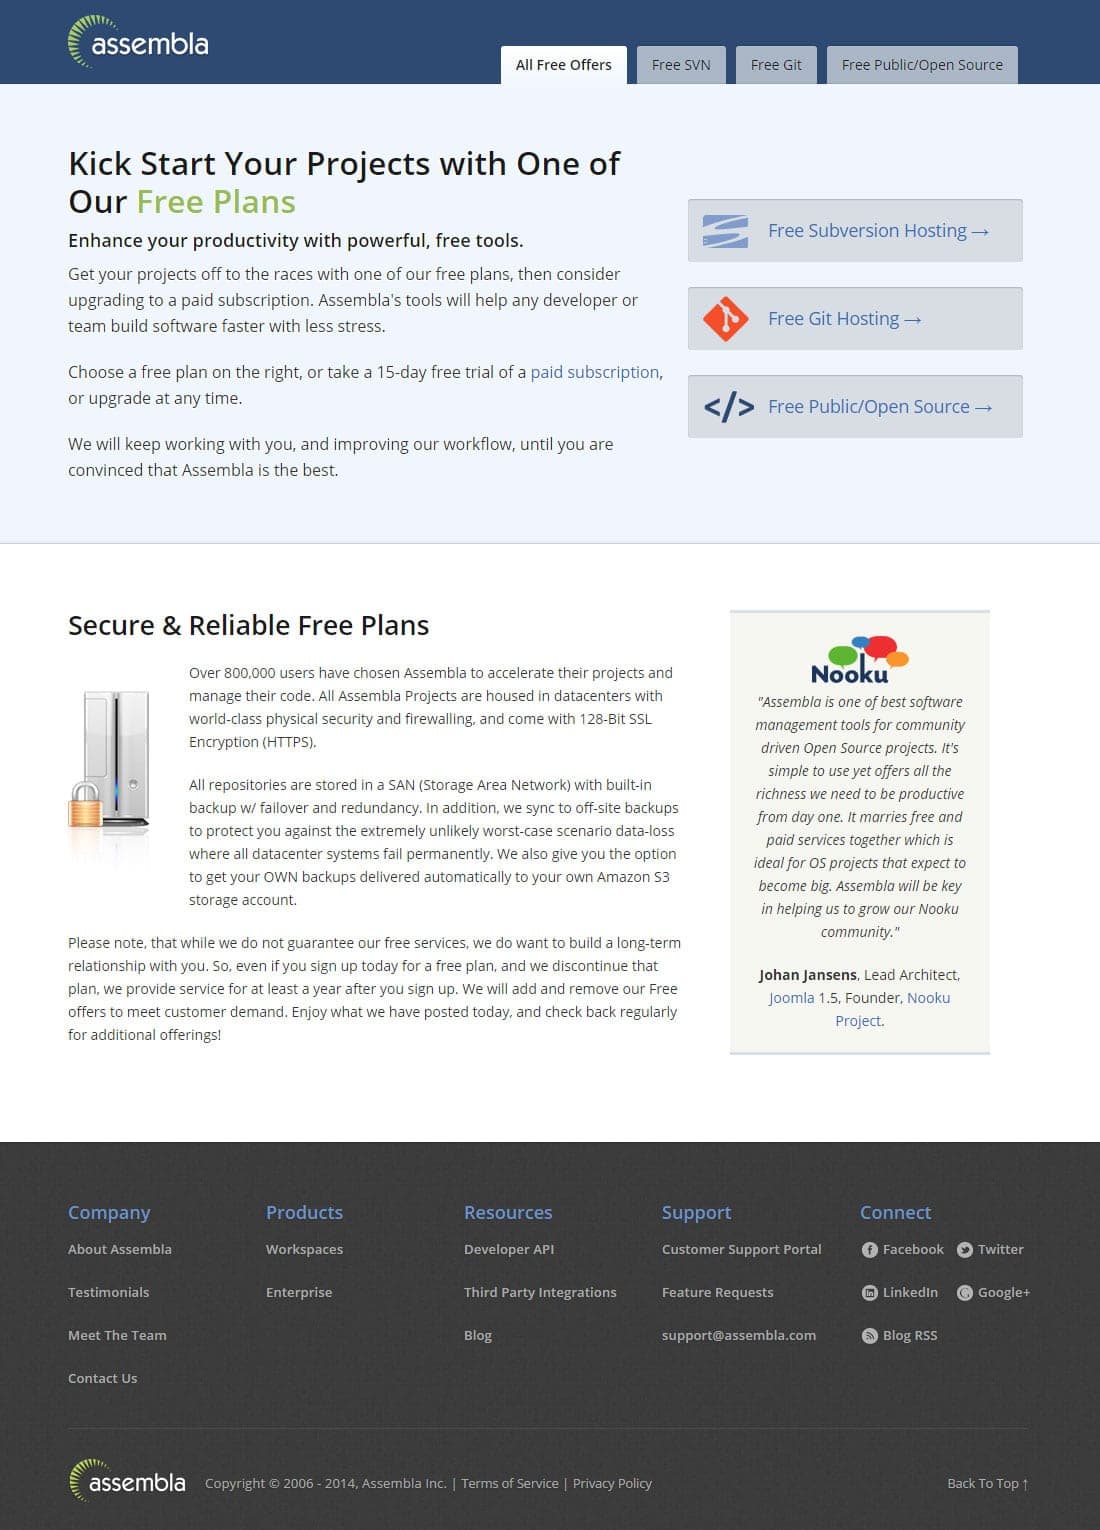 assembla
All Free Offers
Free SVN
Free Git
Free Public/Open Source
Kick Start Your Projects with One of
Our Free Plans
Enhance your productivity with powerful, free tools.
Get your projects off to the races with one of our free plans, then consider
upgrading to a paid subscription. Assembla's tools will help any developer or
team build software faster with less stress.
Choose a free plan on the right, or take a 15-day free trial of a paid subscription,
or upgrade at any time.
We will keep working with you, and improving our workflow, until you are
convinced that Assembla is the best.
Free Subversion Hosting →
Free Git Hosting →
</> Free Public/Open Source →
Secure & Reliable Free Plans
Over 800,000 users have chosen Assembla to accelerate their projects and
manage their code. All Assembla Projects are housed in datacenters with
world-class physical security and firewalling, and come with 128-Bit SSL
Encryption (HTTPS).
All repositories are stored in a SAN (Storage Area Network) with built-in
backup w/ failover and redundancy. In addition, we sync to off-site backups
to protect you against the extremely unlikely worst-case scenario data-loss
where all datacenter systems fail permanently. We also give you the option
to get your OWN backups delivered automatically to your own Amazon S3
storage account.
Please note, that while we do not guarantee our free services, we do want to build a long-term
relationship with you. So, even if you sign up today for a free plan, and we discontinue that
plan, we provide service for at least a year after you sign up. We will add and remove our Free
offers to meet customer demand. Enjoy what we have posted today, and check back regularly
for additional offerings!
Nooku
"Assembla is one of best software
management tools for community
driven Open Source projects. It's
simple to use yet offers all the
richness we need to be productive
from day one. It marries free and
paid services together which is
ideal for OS projects that expect to
become big. Assembla will be key
in helping us to grow our Nooku
community."
Johan Jansens, Lead Architect,
Joomla 1.5, Founder, Nooku
Project.
Company
About Assembla
Testimonials
Meet The Team
Contact Us
Products
Workspaces
Enterprise
Resources
Developer API
Third Party Integrations
Blog
Support
Customer Support Portal
Feature Requests
support@assembla.com
Connect
Facebook
Twitter
LinkedIn
Google+
Blog RSS
assembla
Copyright © 2006 - 2014, Assembla Inc. | Terms of Service | Privacy Policy
Back To Top ↑